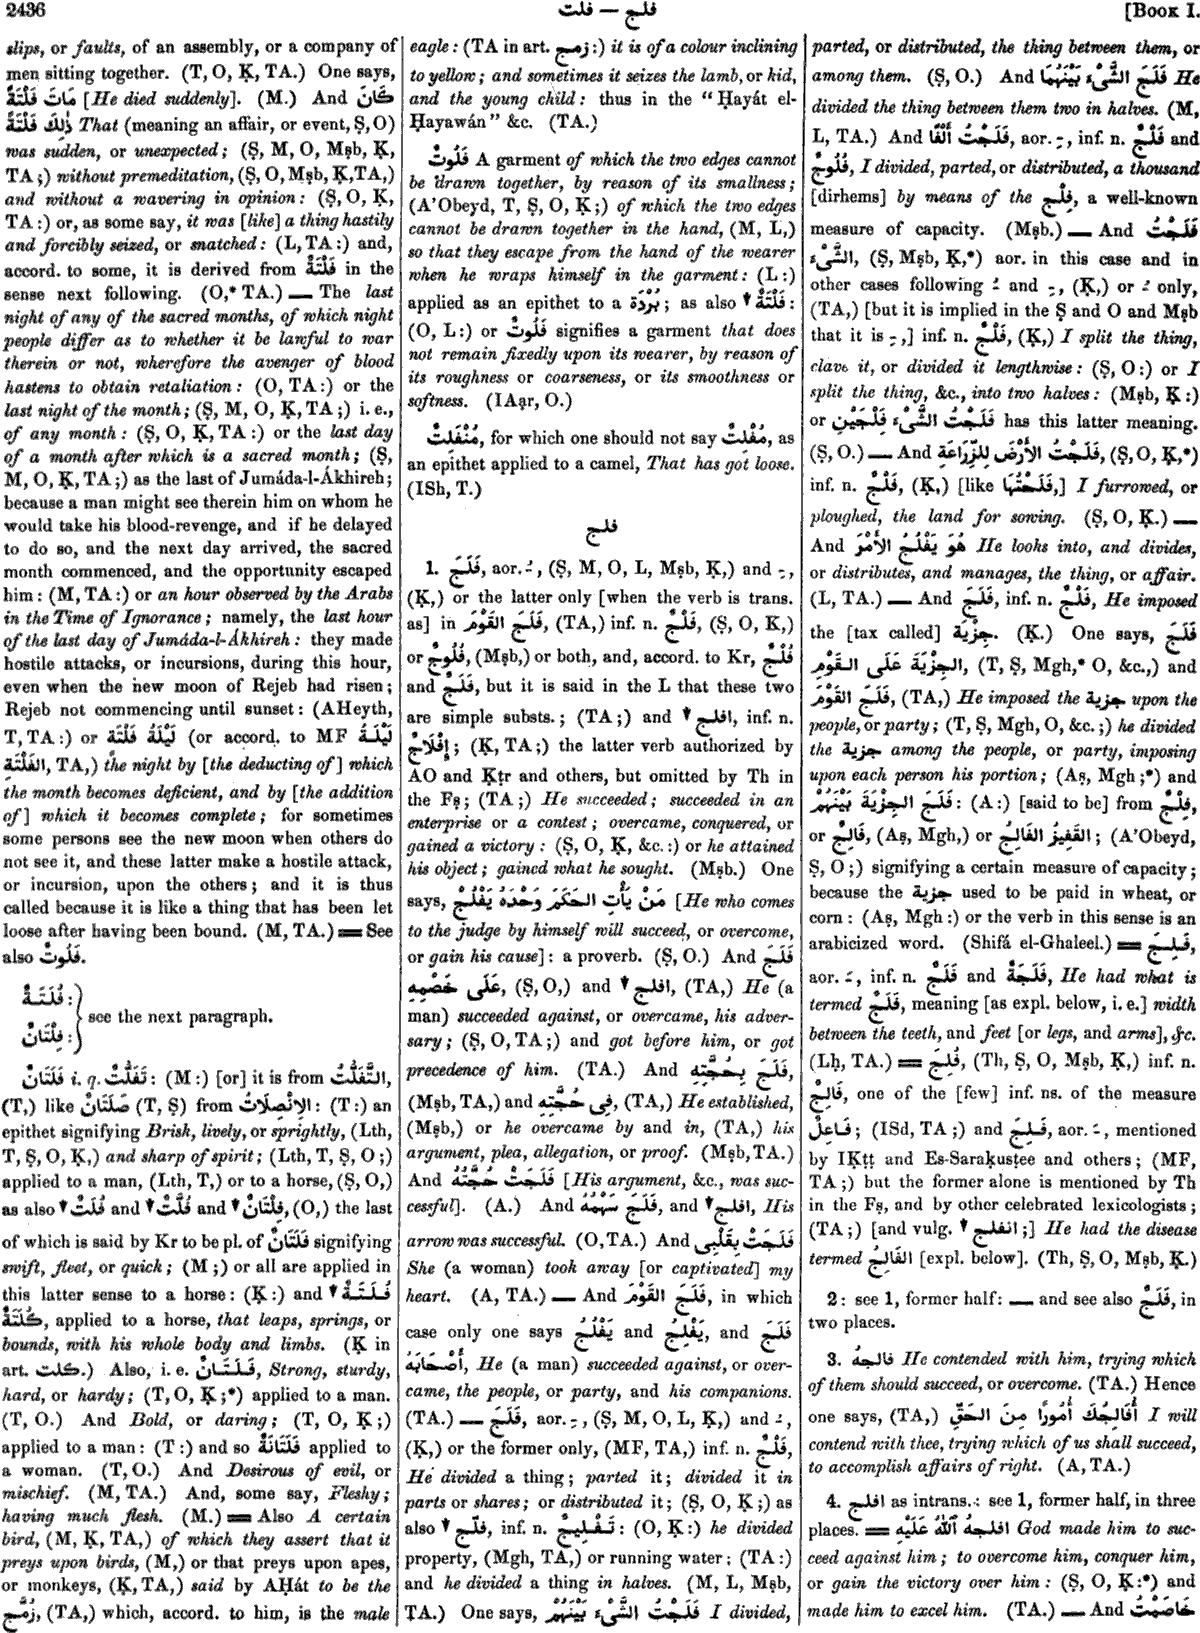 2436
فلج — فلت
[BOOK I.
slips, or faults, of an assembly, or a company of
men sitting together. (T, O, Ḳ, TA.) One says,
مَاتَ فَلْتَةً [He died suddenly]. (M.) And كَانَ
ذٰلِكَ فَلْتَةً That (meaning an affair, or event, Ṣ, O)
was sudden, or unexpected; (Ṣ, M, O, Mṣb, Ḳ,
TA;) without premeditation, (Ṣ, O, Mṣb, Ḳ, TA,)
and without a wavering in opinion: (Ṣ, O, Ḳ,
TA:) or, as some say, it was [like] a thing hastily
and forcibly seized, or snatched: (L, TA:) and,
accord. to some, it is derived from فَلْتَةٌ in the
sense next following. (O,* TA.) — The last
night of any of the sacred months, of which night
people differ as to whether it be lawful to war
therein or not, wherefore the avenger of blood
hastens to obtain retaliation: (O, TA:) or the
last night of the month; (Ṣ, M, O, Ḳ, TA;) i. e.,
of any month: (Ṣ, O, Ḳ, TA:) or the last day
of a month after which is a sacred month; (Ṣ,
M, O, Ḳ, TA;) as the last of Jumáda-l-Ákhireh;
because a man might see therein him on whom he
would take his blood-revenge, and if he delayed
to do so, and the next day arrived, the sacred
month commenced, and the opportunity escaped
him: (M, TA:) or an hour observed by the Arabs
in the Time of Ignorance; namely, the last hour
of the last day of Jumáda-l-Ákhireh: they made
hostile attacks, or incursions, during this hour,
even when the new moon of Rejeb had risen;
Rejeb not commencing until sunset: (AHeyth,
T, TA:) or لَيْلَةٌ فَلْتَةٌ (or accord. to MF لَيْلَةُ
الفَلْتَةِ, TA,) the night by [the deducting of] which
the month becomes deficient, and by [the addition
of] which it becomes complete; for sometimes
some persons see the new moon when others do
not see it, and these latter make a hostile attack,
or incursion, upon the others; and it is thus
called because it is like a thing that has been let
loose after having been bound. (M, TA.) = See
also فَلُوتٌ.
فُلَتَةٌ:
فِلْتَانٌ:
} see the next paragraph.
فَلَتَانٌ i. q. تَفَلُّتٌ: (M:) [or] it is from التَّفَلُّتُ,
(T,) like صَلَتَانٌ (T, Ṣ) from الاِنْصِلَاتُ: (T:) an
epithet signifying Brisk, lively, or sprightly, (Lth,
T, Ṣ, O, Ḳ,) and sharp of spirit; (Lth, T, Ṣ, O;)
applied to a man, (Lth, T,) or to a horse, (Ṣ, O,)
as also ▼ فُلَتٌ and ▼ فُلَّتٌ and ▼ فِلْتَانٌ, (O,) the last
of which is said by Kr to be pl. of فَلَتَانٌ signifying
swift, fleet, or quick; (M;) or all are applied in
this latter sense to a horse: (Ḳ:) and ▼ فُلَتَةٌ
كُلَتَةٌ, applied to a horse, that leaps, springs, or
bounds, with his whole body and limbs. (Ḳ in
art. كلت.) Also, i. e. فَلَتَانٌ, Strong, sturdy,
hard, or hardy; (T, O, Ḳ;*) applied to a man.
(T, O.) And Bold, or daring; (T, O, Ḳ;)
applied to a man: (T:) and so فَلَتَانَةٌ applied to
a woman. (T, O.) And Desirous of evil, or
mischief. (M, TA.) And, some say, Fleshy;
having much flesh. (M.) = Also A certain
bird, (M, Ḳ, TA,) of which they assert that it
preys upon birds, (M,) or that preys upon apes,
or monkeys, (Ḳ, TA,) said by AḤát to be the
زُمَّج, (TA,) which, accord. to him, is the male
eagle: (TA in art. زمج:) it is of a colour inclining
to yellow; and sometimes it seizes the lamb, or kid,
and the young child: thus in the “Ḥayát el-
Ḥayawán” &c. (TA.)
فَلُوتٌ A garment of which the two edges cannot
be drawn together, by reason of its smallness;
(A'Obeyd, T, Ṣ, O, Ḳ;) of which the two edges
cannot be drawn together in the hand, (M, L,)
so that they escape from the hand of the wearer
when he wraps himself in the garment: (L:)
applied as an epithet to a بُرْدَة; as also ▼ فَلْتَةٌ:
(O, L:) or فَلُوتٌ signifies a garment that does
not remain fixedly upon its wearer, by reason of
its roughness or coarseness, or its smoothness or
softness. (IAạr, O.)
مُنْفَلِتٌ, for which one should not say مُفْلِتٌ, as
an epithet applied to a camel, That has got loose.
(ISh, T.)
فلج
1. فَلَجَ, aor. ـُ, (Ṣ, M, O, L, Mṣb, Ḳ,) and ـِ,
(Ḳ,) or the latter only [when the verb is trans.
as] in فَلَجَ القَوْمَ, (TA,) inf. n. فَلْجٌ, (Ṣ, O, Ḳ,)
or فُلُوجٌ, (Mṣb,) or both, and, accord. to Kr, فُلْجٌ
and فَلَجٌ, but it is said in the L that these two
are simple substs.; (TA;) and ▼ افلج, inf. n.
إِفْلَاجٌ; (Ḳ, TA;) the latter verb authorized by
AO and Ḳṭr and others, but omitted by Th in
the Fṣ; (TA;) He succeeded; succeeded in an
enterprise or a contest; overcame, conquered, or
gained a victory: (Ṣ, O, Ḳ, &c.:) or he attained
his object; gained what he sought. (Mṣb.) One
says, مَنْ يَأْتِ الحَكَمَ وَحْدَهُ يَفْلُجْ [He who comes
to the judge by himself will succeed, or overcome,
or gain his cause]: a proverb. (Ṣ, O.) And فَلَجَ
عَلَى خَصْمِهِ, (Ṣ, O,) and ▼ افلج, (TA,) He (a
man) succeeded against, or overcame, his adver-
sary; (Ṣ, O, TA;) and got before him, or got
precedence of him. (TA.) And فَلَجَ بِحُجَّتِهِ,
(Mṣb, TA,) and فِى حُجَّتِهِ, (TA,) He established,
(Mṣb,) or he overcame by and in, (TA,) his
argument, plea, allegation, or proof. (Mṣb, TA.)
And فَلَجَتْ حُجَّتُهُ [His argument, &c., was suc-
cessful]. (A.) And فَلَجَ سَهْمُهُ, and ▼ افلج, His
arrow was successful. (O, TA.) And فَلَجَتْ بِقَلْبِى
She (a woman) took away [or captivated] my
heart. (A, TA.) — And فَلَجَ القَوْمَ, in which
case only one says يَفْلُجُ and يَفْلِجُ, and فَلَجَ
أَصْحَابَهُ, He (a man) succeeded against, or over-
came, the people, or party, and his companions.
(TA.) — فَلَجَ, aor. ـِ, (Ṣ, M, O, L, Ḳ,) and ـُ,
(Ḳ,) or the former only, (MF, TA,) inf. n. فَلْجٌ,
He divided a thing; parted it; divided it in
parts or shares; or distributed it; (Ṣ, O, Ḳ;) as
also ▼ فلّج, inf. n. تَفْلِيجٌ: (O, Ḳ:) he divided
property, (Mgh, TA,) or running water; (TA:)
and he divided a thing in halves. (M, L, Mṣb,
TA.) One says, فَلَجْتُ الشَّىْءَ بَيْنَهُمْ I divided,
parted, or distributed, the thing between them, or
among them. (Ṣ, O.) And فَلَجَ الشَّىْءَ بَيْنَهُمَا He
divided the thing between them two in halves. (M,
L, TA.) And فَلَجْتُ أَلْفًا, aor. ـِ, inf. n. فَلْجٌ and
فُلُوجٌ, I divided, parted, or distributed, a thousand
[dirhems] by means of the فِلْج, a well-known
measure of capacity. (Mṣb.) — And فَلَجْتُ
الشَّىْءَ, (Ṣ, Mṣb, Ḳ,*) aor. in this case and in
other cases following ـُ and ـِ, (Ḳ,) or ـُ only,
(TA,) [but it is implied in the Ṣ and O and Mṣb
that it is ـِ,] inf. n. فَلْجٌ, (Ḳ,) I split the thing,
clave it, or divided it lengthwise: (Ṣ, O:) or I
split the thing, &c., into two halves: (Mṣb, Ḳ:)
or فَلَجْتُ الشَّىْءَ فِلْجَيْنِ has this latter meaning.
(Ṣ, O.) — And فَلَجْتُ الأَرْضَ لِلزِّرَاعَةِ, (Ṣ, O, Ḳ,*)
inf. n. فَلْجٌ, (Ḳ,) [like فَلَحْتُهَا,] I furrowed, or
ploughed, the land for sowing. (Ṣ, O, Ḳ.) —
And هُوَ يَفْلُجُ الأَمْرَ He looks into, and divides,
or distributes, and manages, the thing, or affair.
(L, TA.) — And فَلَجَ, inf. n. فَلْجٌ, He imposed
the [tax called] جِزْيَة. (Ḳ.) One says, فَلَجَ
الجِزْيَةَ عَلَى القَوْمِ, (T, Ṣ, Mgh,* O, &c.,) and
فَلَجَ القَوْمَ, (TA,) He imposed the جزية upon the
people, or party; (T, Ṣ, Mgh, O, &c.;) he divided
the جزية among the people, or party, imposing
upon each person his portion; (Aṣ, Mgh;*) and
فَلَجَ الجِزْيَةَ بَيْنَهُمْ: (A:) [said to be] from فِلْجٌ,
or فَالِجٌ, (Aṣ, Mgh,) or القَفِيزُ الفَالِجُ; (A'Obeyd,
Ṣ, O;) signifying a certain measure of capacity;
because the جزية used to be paid in wheat, or
corn: (Aṣ, Mgh:) or the verb in this sense is an
arabicized word. (Shifá el-Ghaleel.) = فَلِجَ,
aor. ـَ, inf. n. فَلَجٌ and فَلَجَةٌ, He had what is
termed فَلَجٌ, meaning [as expl. below, i. e.] width
between the teeth, and feet [or legs, and arms], &c.
(Lḥ, TA.) = فُلِجَ, (Th, Ṣ, O, Mṣb, Ḳ,) inf. n.
فَالِجٌ, one of the [few] inf. ns. of the measure
فَاعِلٌ; (ISd, TA;) and فَلِجَ, aor. ـَ, mentioned
by IḲṭṭ and Es-Saraḳusṭee and others; (MF,
TA;) but the former alone is mentioned by Th
in the Fṣ, and by other celebrated lexicologists;
(TA;) [and vulg. ▼ انفلج;] He had the disease
termed الفَالِجُ [expl. below]. (Th, Ṣ, O, Mṣb, Ḳ.)
2: see 1, former half: — and see also فَلْجٌ, in
two places.
3. فالجهُ He contended with him, trying which
of them should succeed, or overcome. (TA.) Hence
one says, (TA,) أُفَالِجُكَ أُمُورًا مِنَ الحَقِّ I will
contend with thee, trying which of us shall succeed,
to accomplish affairs of right. (A, TA.)
4. افلج as intrans.: see 1, former half, in three
places. = افلجهُ ٱللّٰهُ عَلَيْهِ God made him to suc-
ceed against him; to overcome him, conquer him,
or gain the victory over him: (Ṣ, O, Ḳ:*) and
made him to excel him. (TA.) — And خَاصَمْتُ